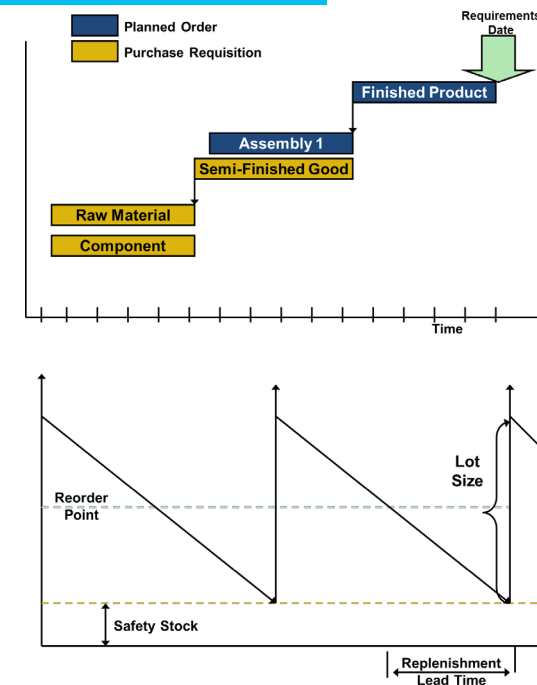 Requirements
Date
Planned Order
Purchase Requisition
Finished Product
Assembly 1
Semi-Finished Good
Raw Material
Component
Time
Lot
Size
Reorder
Point
Safety Stock
Replenishment
Lead Time